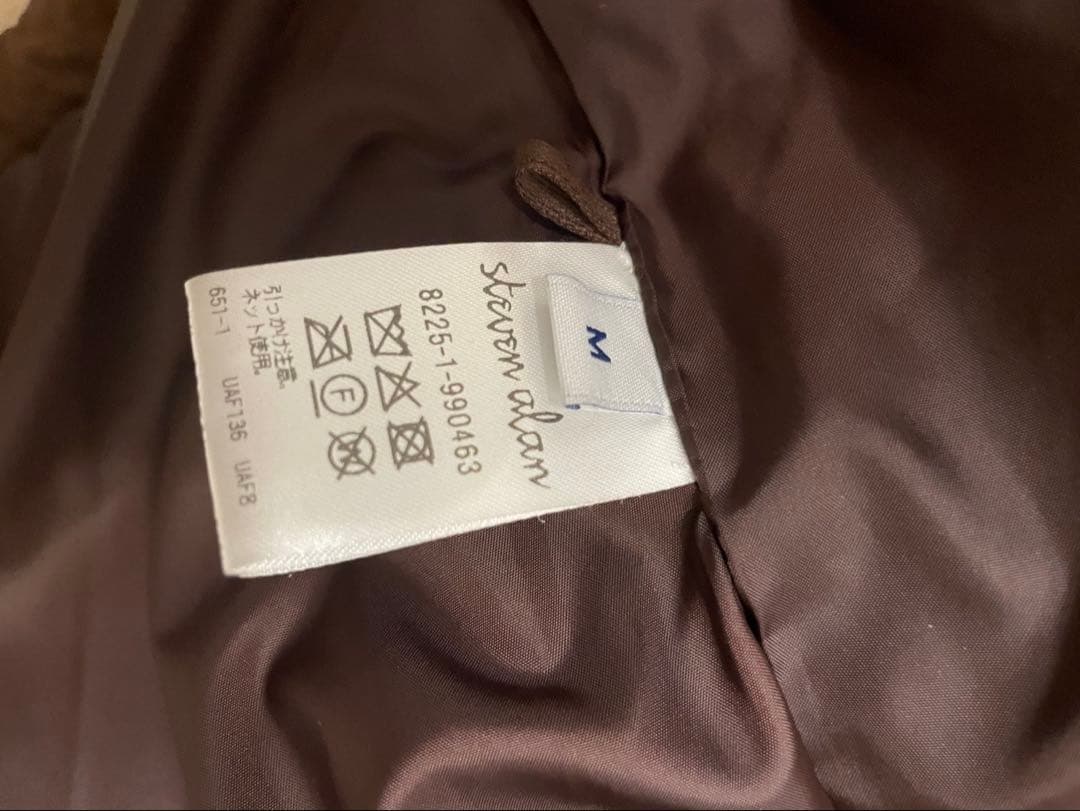 M
steven alan
8225-1-990463
F
W
引っかけ注意。
ネット使用。
651-1 UAF136 UAF8